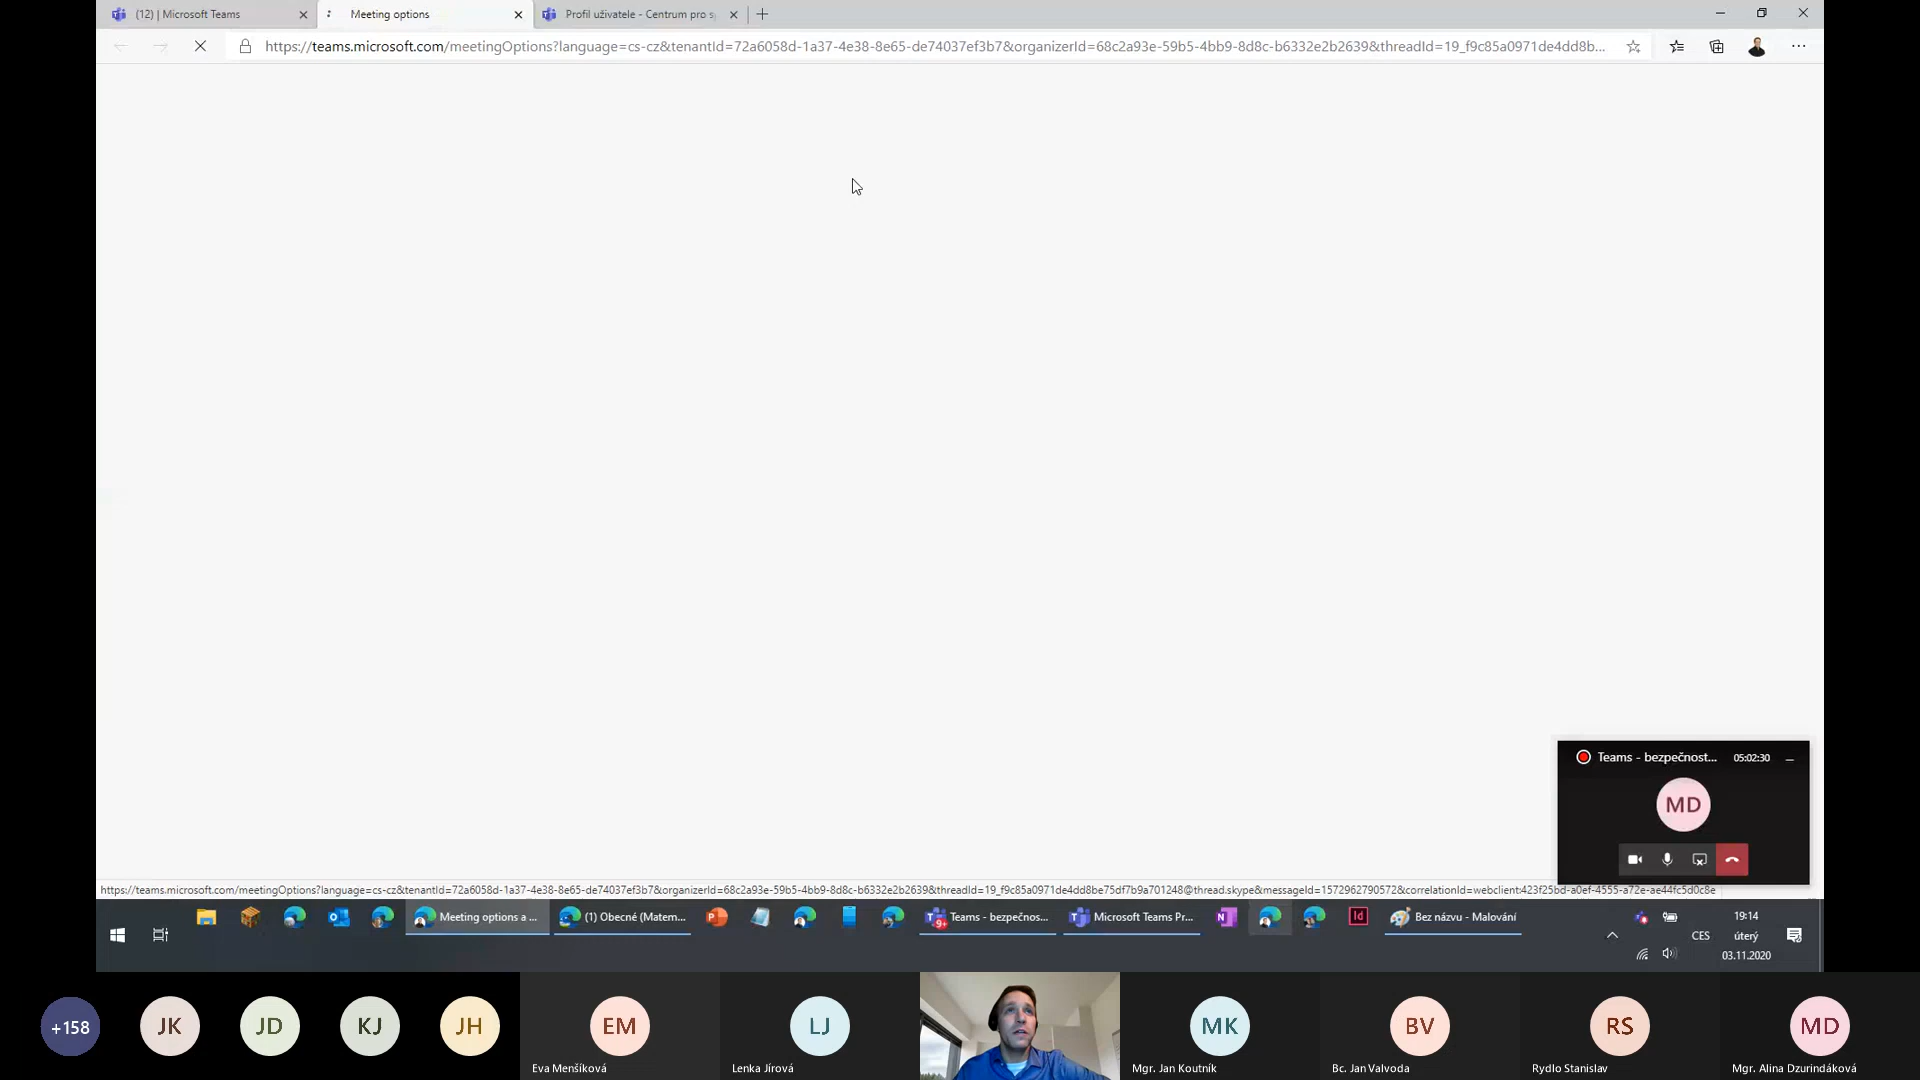 (12) | Microsoft Teams
Meeting options
Profil uživatele - Centrum pro s
https://teams.microsoft.com/meetingOptions?language=cs-cz&tenantId=72a6058d-1a37-4e38-8e65-de74037ef3b7&organizerId=68c2a93e-59b5-4bb9-8d8c-b6332e2b2639&threadId=19_f9c85a0971de4dd8b...
Teams - bezpečnost... 05:02:30
MD
https://teams.microsoft.com/meetingOptions?language=cs-cz&tenantId=72a6058d-1a37-4e38-8e65-de74037ef3b7&organizerId=68c2a93e-59b5-4bb9-8d8c-b6332e2b2639&threadId=19_f9c85a0971de4dd8be75df7b9a701248@thread.skype&messageId=1572962790572&correlationId=webclient:423f25bd-a0ef-4555-a72e-ae44fc5d0c8e
Meeting options a ...
(1) Obecné (Matem...
9+
Teams - bezpečnos...
Microsoft Teams Pr...
Id
Bez názvu - Malování
CES
19:14
úterý
03.11.2020
+158
JK
JD
KJ
JH
EM
Eva Menšíková
LJ
Lenka Jírová
MK
Mgr. Jan Koutník
BV
Bc. Jan Valvoda
RS
Rydlo Stanislav
MD
Mgr. Alina Dzurindáková